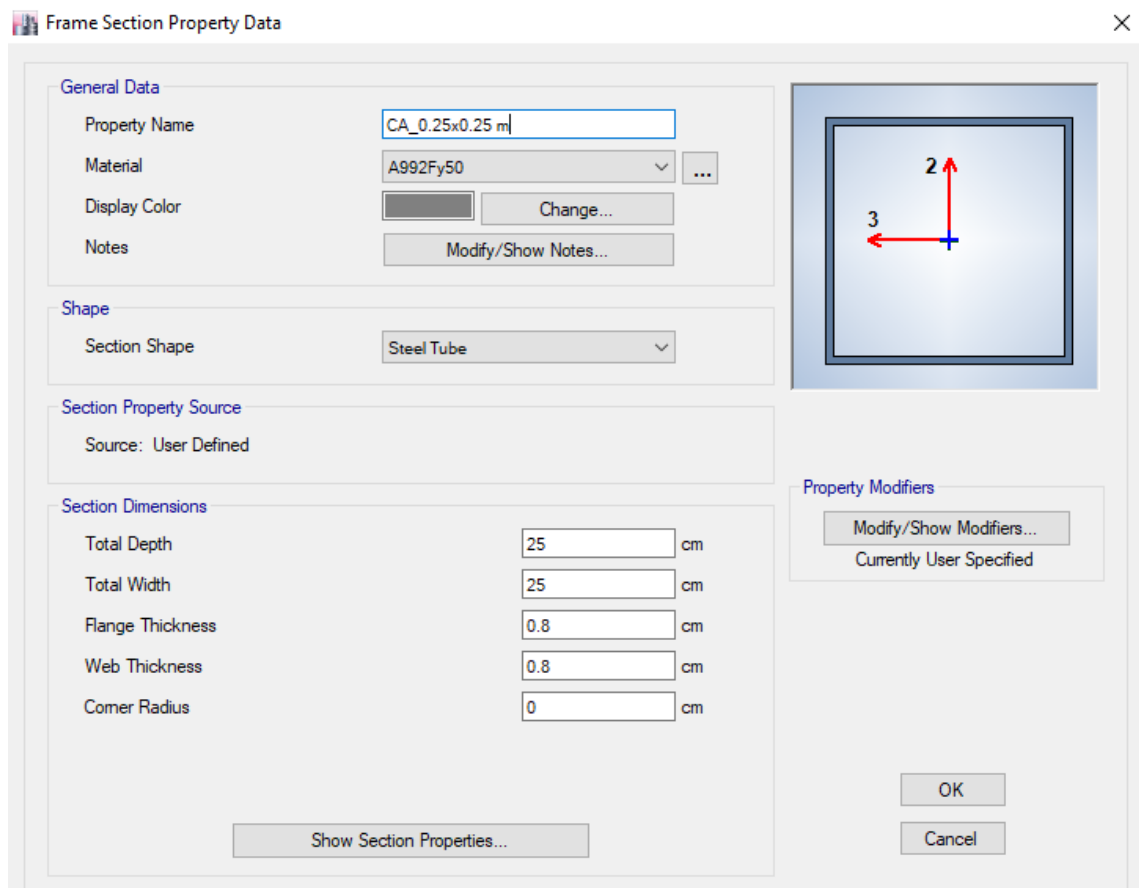 Frame Section Property Data
General Data
Property Name CA_0.25x0.25 m
Material A992Fy50 ...
Display Color Change...
Notes Modify/Show Notes...
2
3
Shape
Section Shape Steel Tube
Section Property Source
Source: User Defined
Section Dimensions
Total Depth 25 cm
Total Width 25 cm
Flange Thickness 0.8 cm
Web Thickness 0.8 cm
Corner Radius 0 cm
Show Section Properties...
Property Modifiers
Modify/Show Modifiers...
Currently User Specified
OK
Cancel